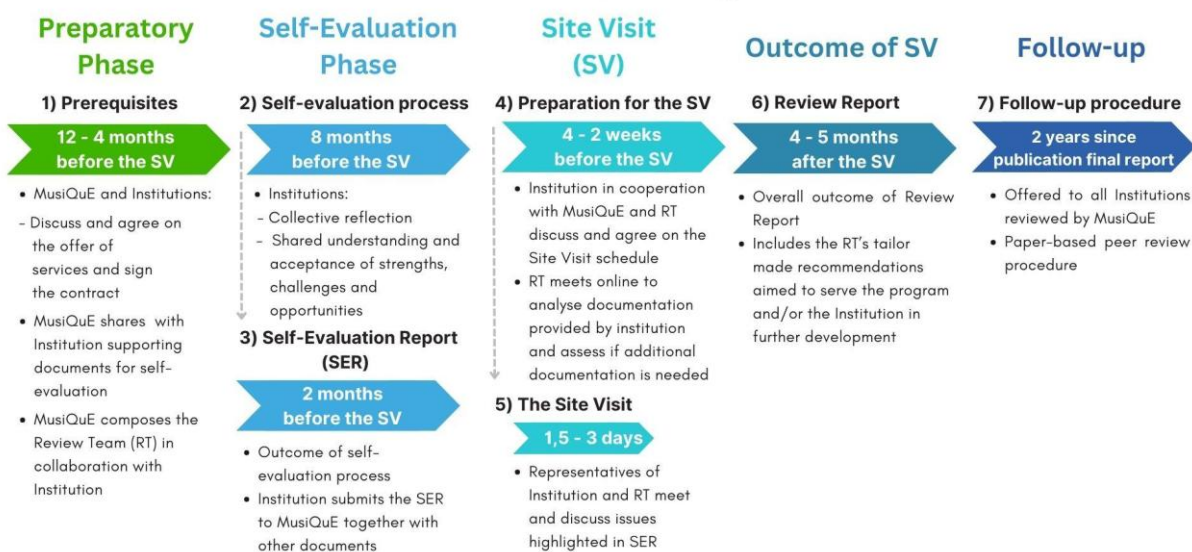 Preparatory
Phase
1) Prerequisites
12 - 4 months
before the SV
• MusiQuE and Institutions:
- Discuss and agree on
the offer of
services and sign
the contract
• MusiQuE shares with
Institution supporting
documents for self-
evaluation
• MusiQuE composes the
Review Team (RT) in
collaboration with
Institution
Self-Evaluation
Phase
2) Self-evaluation process
8 months
before the SV
• Institutions:
- Collective reflection
- Shared understanding and
acceptance of strengths,
challenges and
opportunities
3) Self-Evaluation Report
(SER)
2 months
before the SV
• Outcome of self-
evaluation process
• Institution submits the SER
to MusiQuE together with
other documents
Site Visit
(SV)
4) Preparation for the SV
4 - 2 weeks
before the SV
• Institution in cooperation
with MusiQuE and RT
discuss and agree on the
Site Visit schedule
• RT meets online to
analyse documentation
provided by institution
and assess if additional
documentation is needed
5) The Site Visit
1,5 - 3 days
• Representatives of
Institution and RT meet
and discuss issues
highlighted in SER
Outcome of SV
6) Review Report
4 - 5 months
after the SV
• Overall outcome of Review
Report
• Includes the RT's tailor
made recommendations
aimed to serve the program
and/or the Institution in
further development
Follow-up
7) Follow-up procedure
2 years since
publication final report
• Offered to all Institutions
reviewed by MusiQuE
• Paper-based peer review
procedure